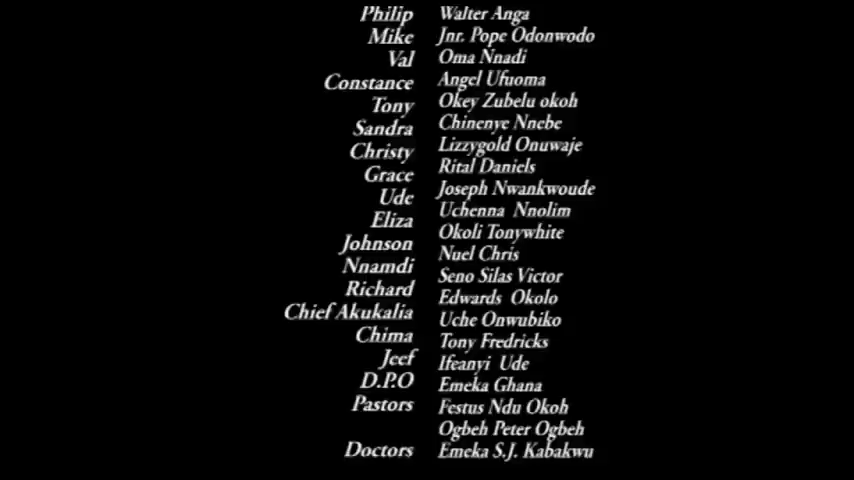 Philip Walter Anga
Mike Jnr. Pope Odonwodo
Val Oma Nnadi
Constance Angel Ufuoma
Tony Okey Zubelu okoh
Sandra Chinenye Nnebe
Christy Lizzygold Onuwaje
Grace Rital Daniels
Ude Joseph Nwankwoude
Eliza Uchenna Nnolim
Johnson Okoli Tonywhite
Nnamdi Nuel Chris
Richard Seno Silas Victor
Chief Akukalia Edwards Okolo
Chima Uche Onwubiko
Jeef Tony Fredricks
D.P.O Ifeanyi Ude
Pastors Emeka Ghana
Festus Ndu Okoh
Ogbeh Peter Ogbeh
Doctors Emeka S.J. Kabakwu